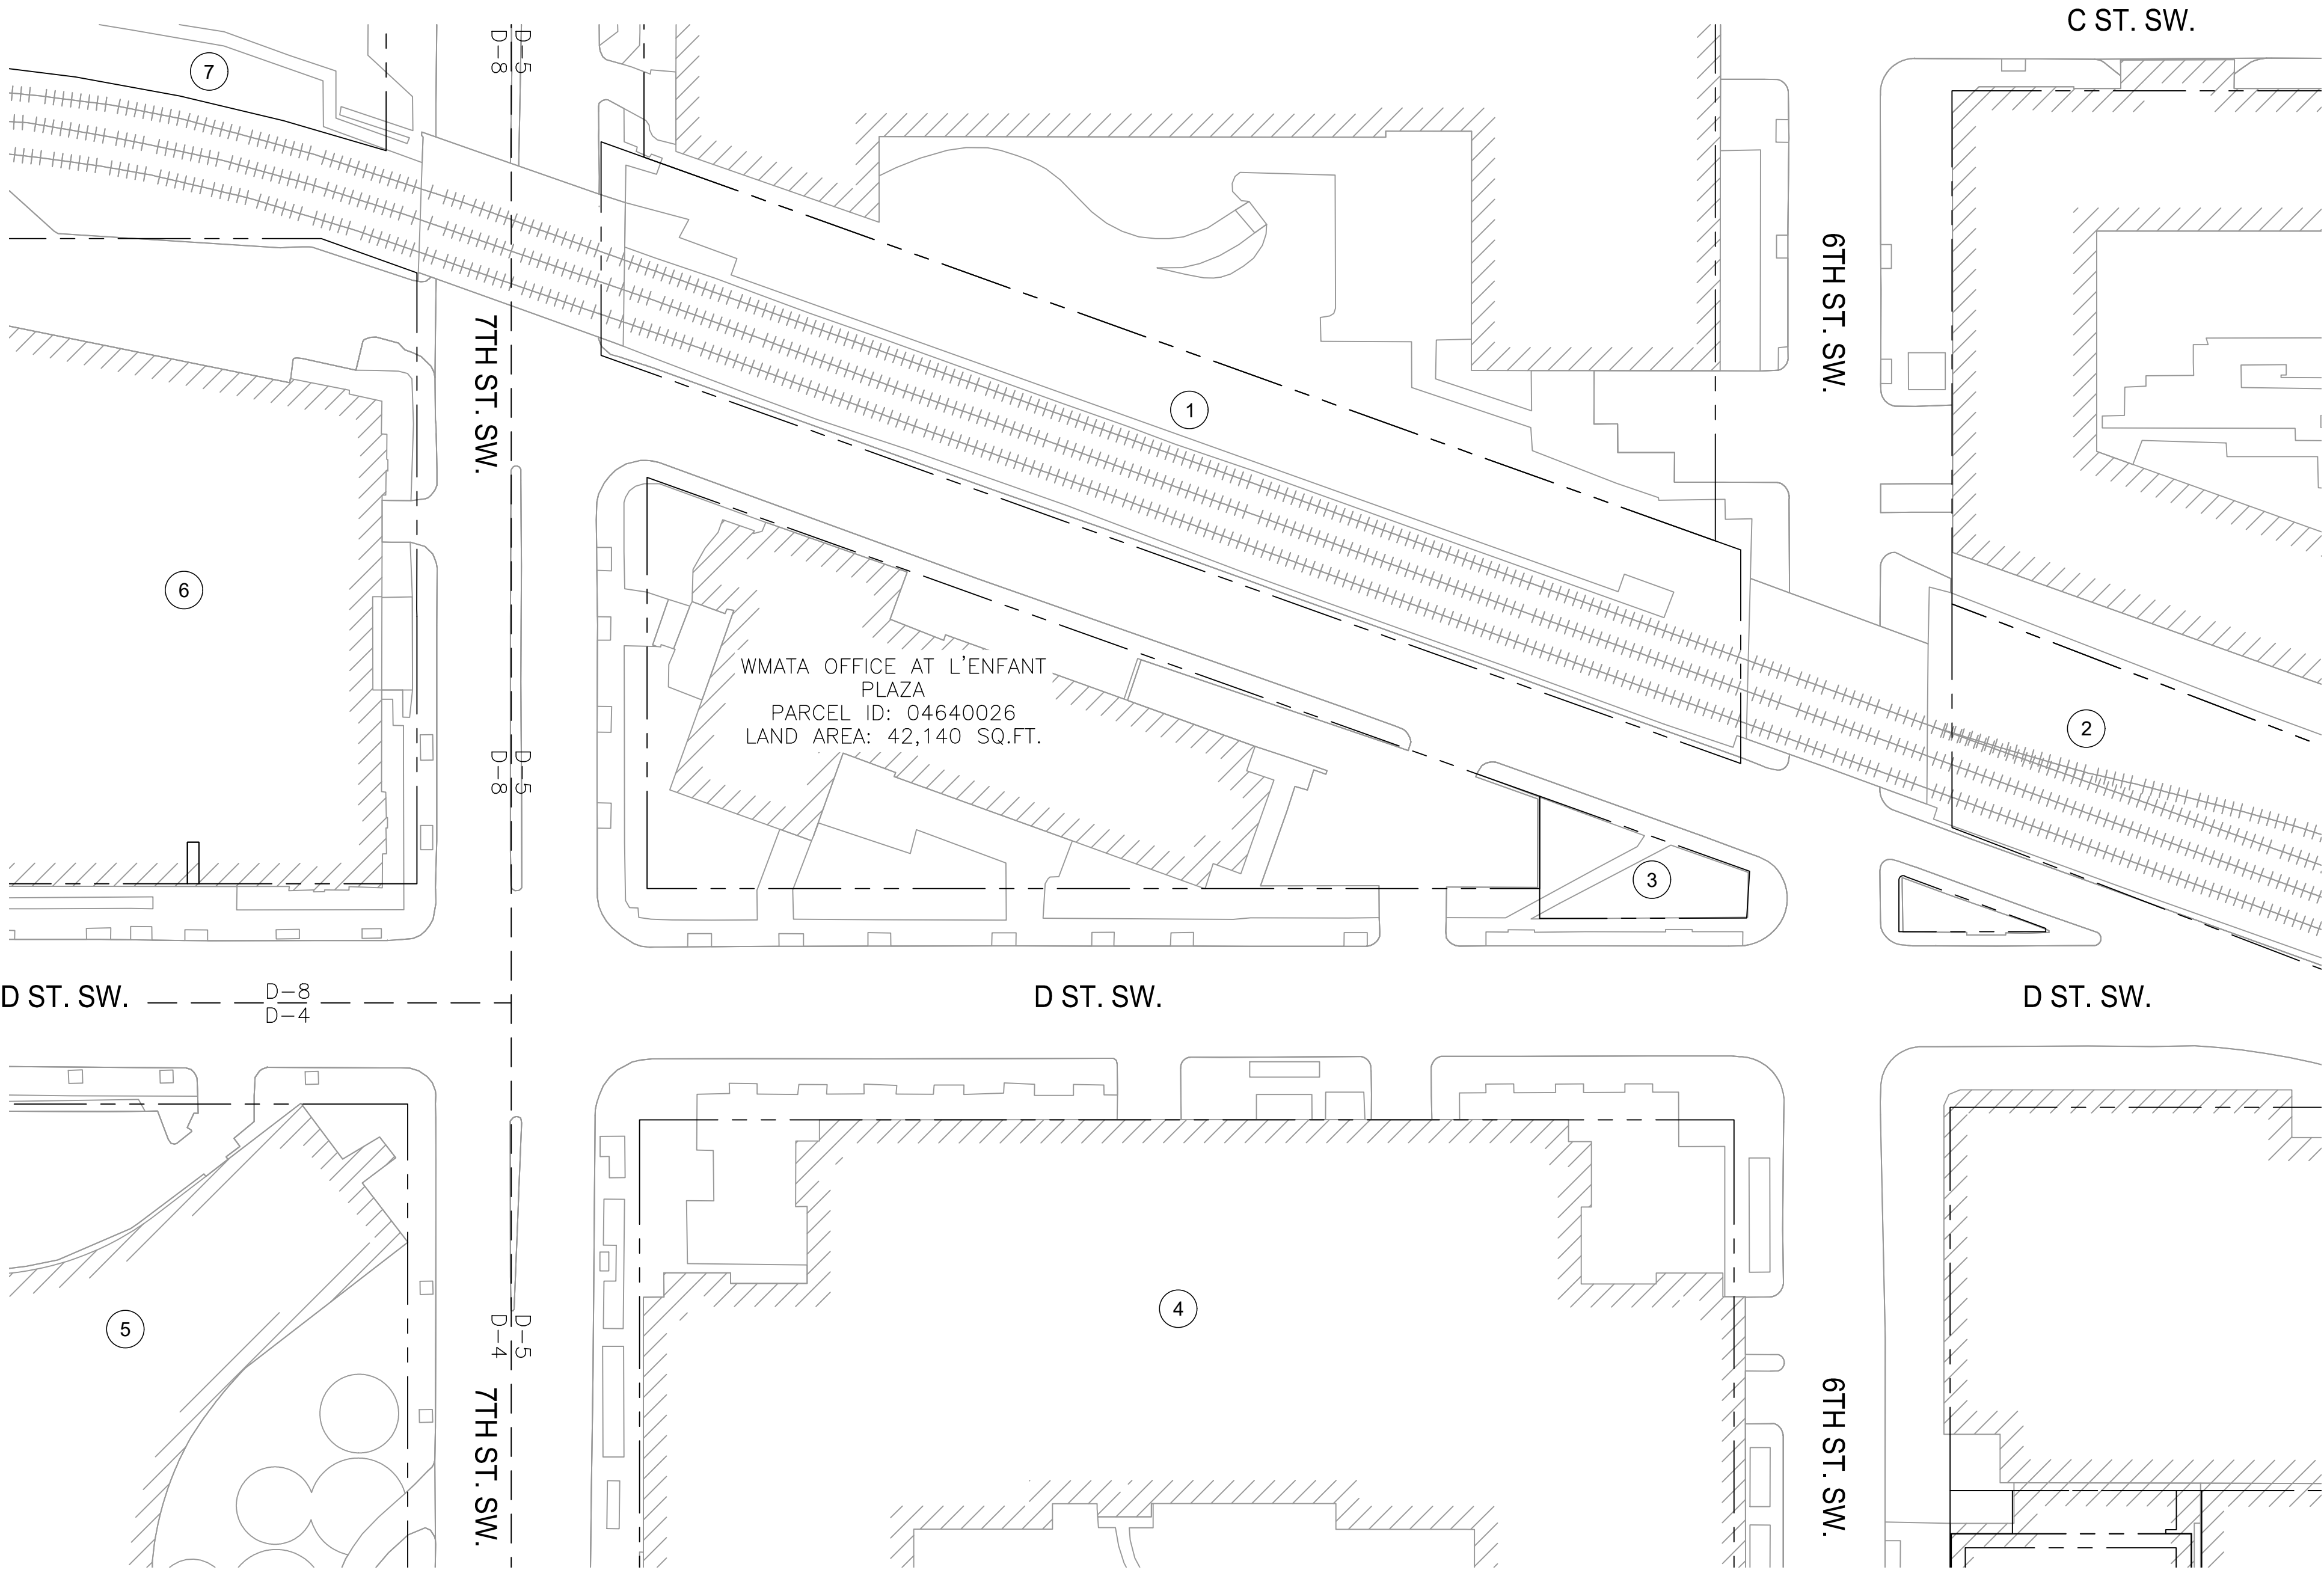 C ST. SW.
7
D-5
D-8
6TH ST. SW.
7TH ST. SW.
1
6
WMATA OFFICE AT L'ENFANT
PLAZA
PARCEL ID: 04640026
LAND AREA: 42,140 SQ.FT.
2
D-5
D-8
3
D ST. SW.
D-8
D-4
D ST. SW.
D ST. SW.
4
5
D-5
D-4
7TH ST. SW.
6TH ST. SW.